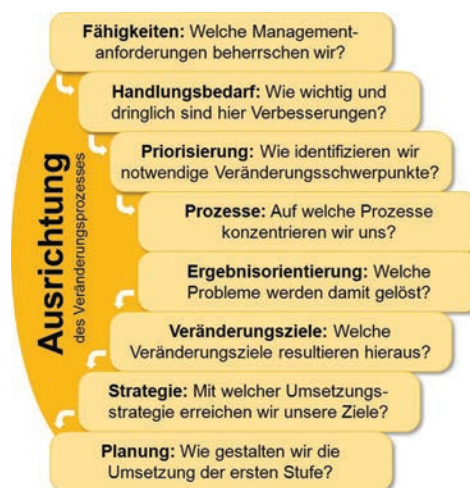 Fähigkeiten: Welche Management-
anforderungen beherrschen wir?
Handlungsbedarf: Wie wichtig und
dringlich sind hier Verbesserungen?
Priorisierung: Wie identifizieren wir
notwendige Veränderungsschwerpunkte?
Prozesse: Auf welche Prozesse
konzentrieren wir uns?
Ergebnisorientierung: Welche
Probleme werden damit gelöst?
Veränderungsziele: Welche
Veränderungsziele resultieren hieraus?
Strategie: Mit welcher Umsetzungs-
strategie erreichen wir unsere Ziele?
Planung: Wie gestalten wir die
Umsetzung der ersten Stufe?
Ausrichtung
des Veränderungsprozesses